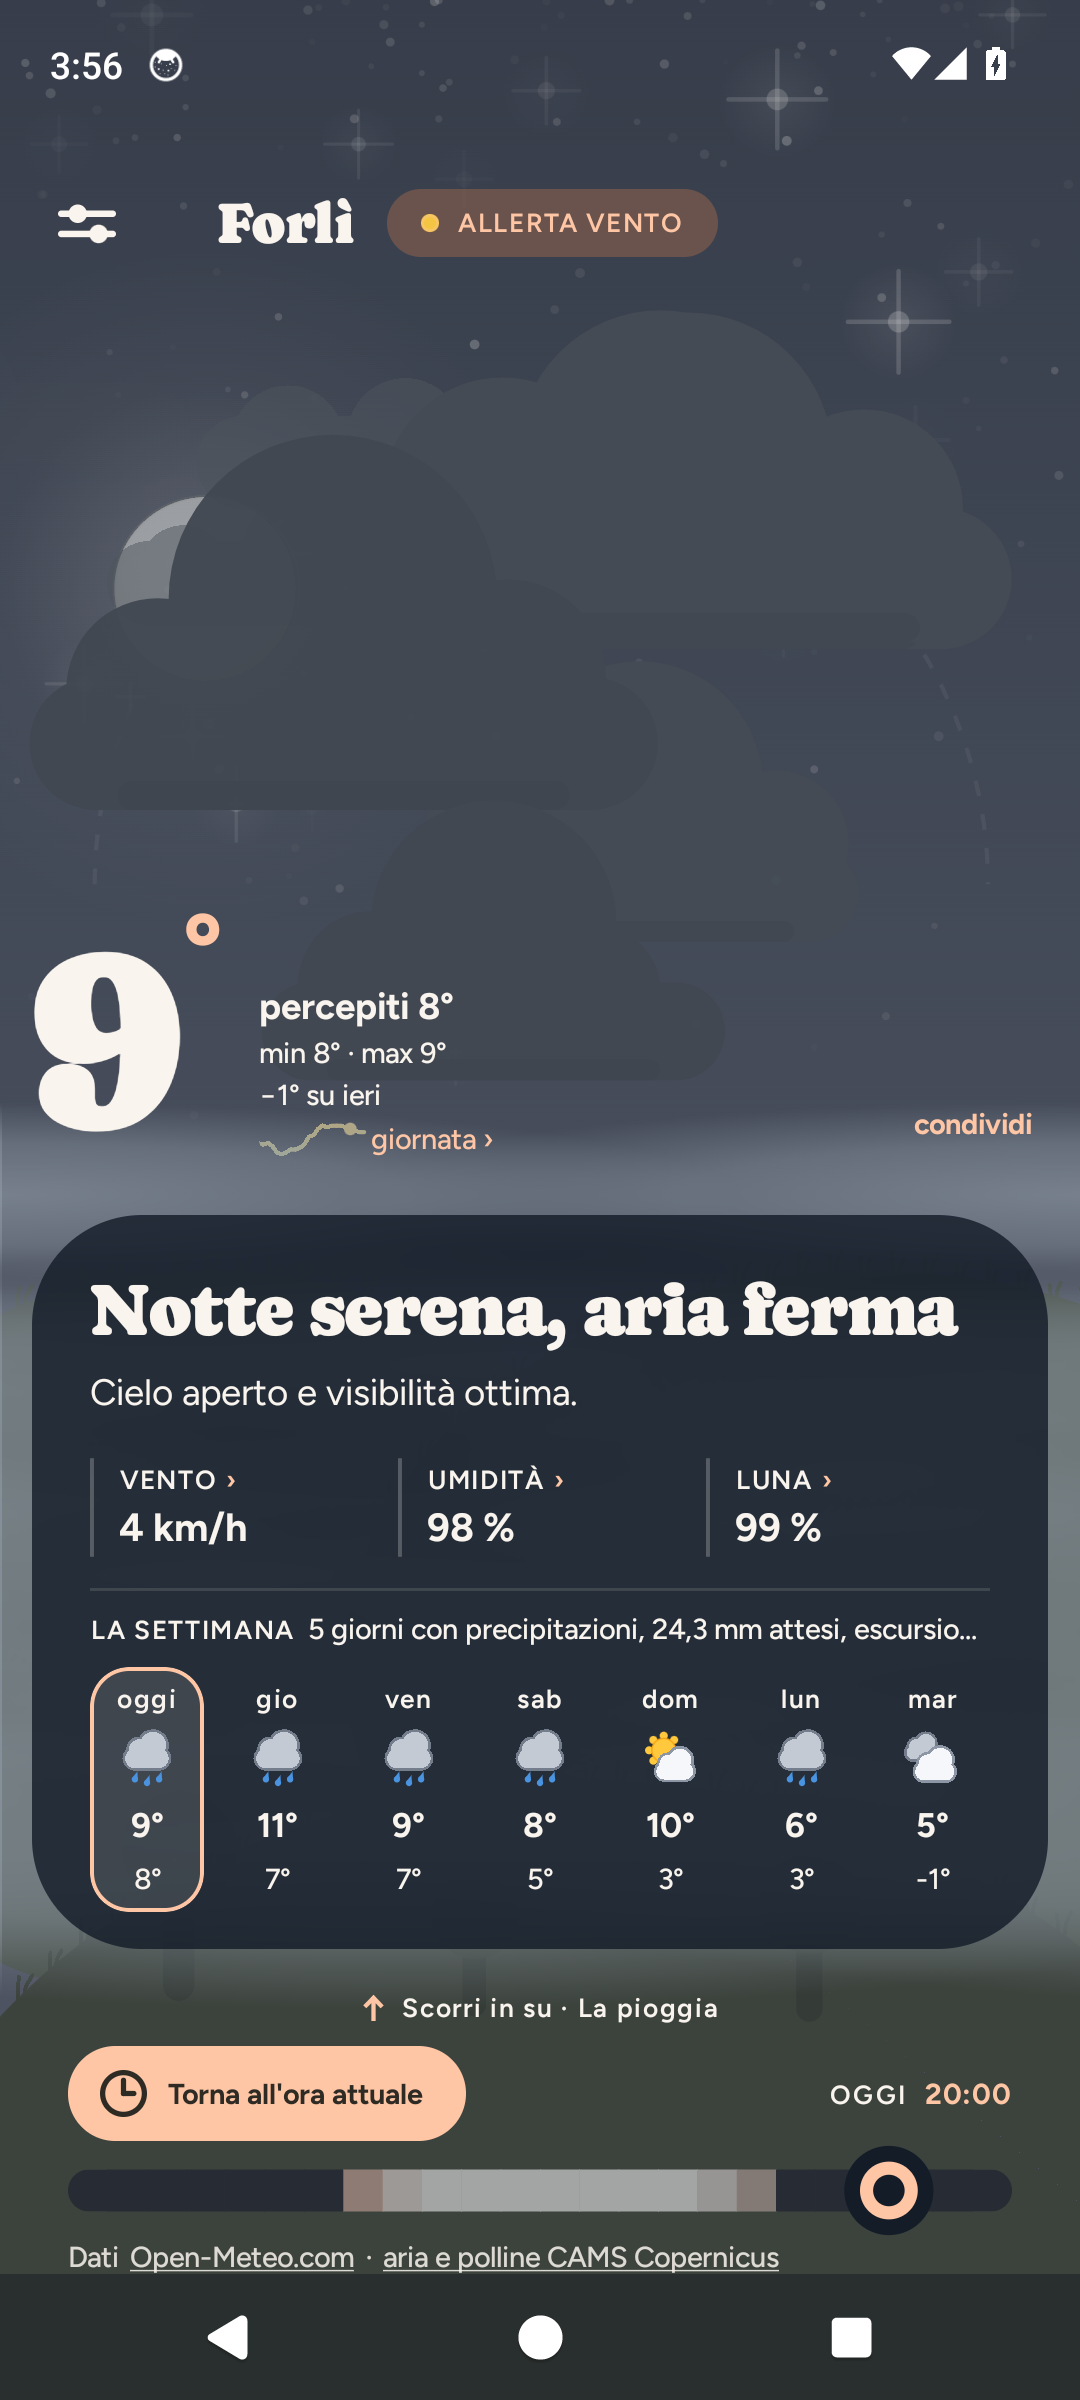 3:56
Forlì
ALLERTA VENTO
9°
percepiti 8°
min 8° · max 9°
−1° su ieri
giornata ›
condividi
Notte serena, aria ferma
Cielo aperto e visibilità ottima.
VENTO › UMIDITÀ › LUNA ›
4 km/h 98 % 99 %
LA SETTIMANA 5 giorni con precipitazioni, 24,3 mm attesi, escursio...
oggi gio ven sab dom lun mar
9° 11° 9° 8° 10° 6° 5°
8° 7° 7° 5° 3° 3° -1°
↑ Scorri in su · La pioggia
Torna all'ora attuale
OGGI 20:00
Dati Open-Meteo.com · aria e polline CAMS Copernicus